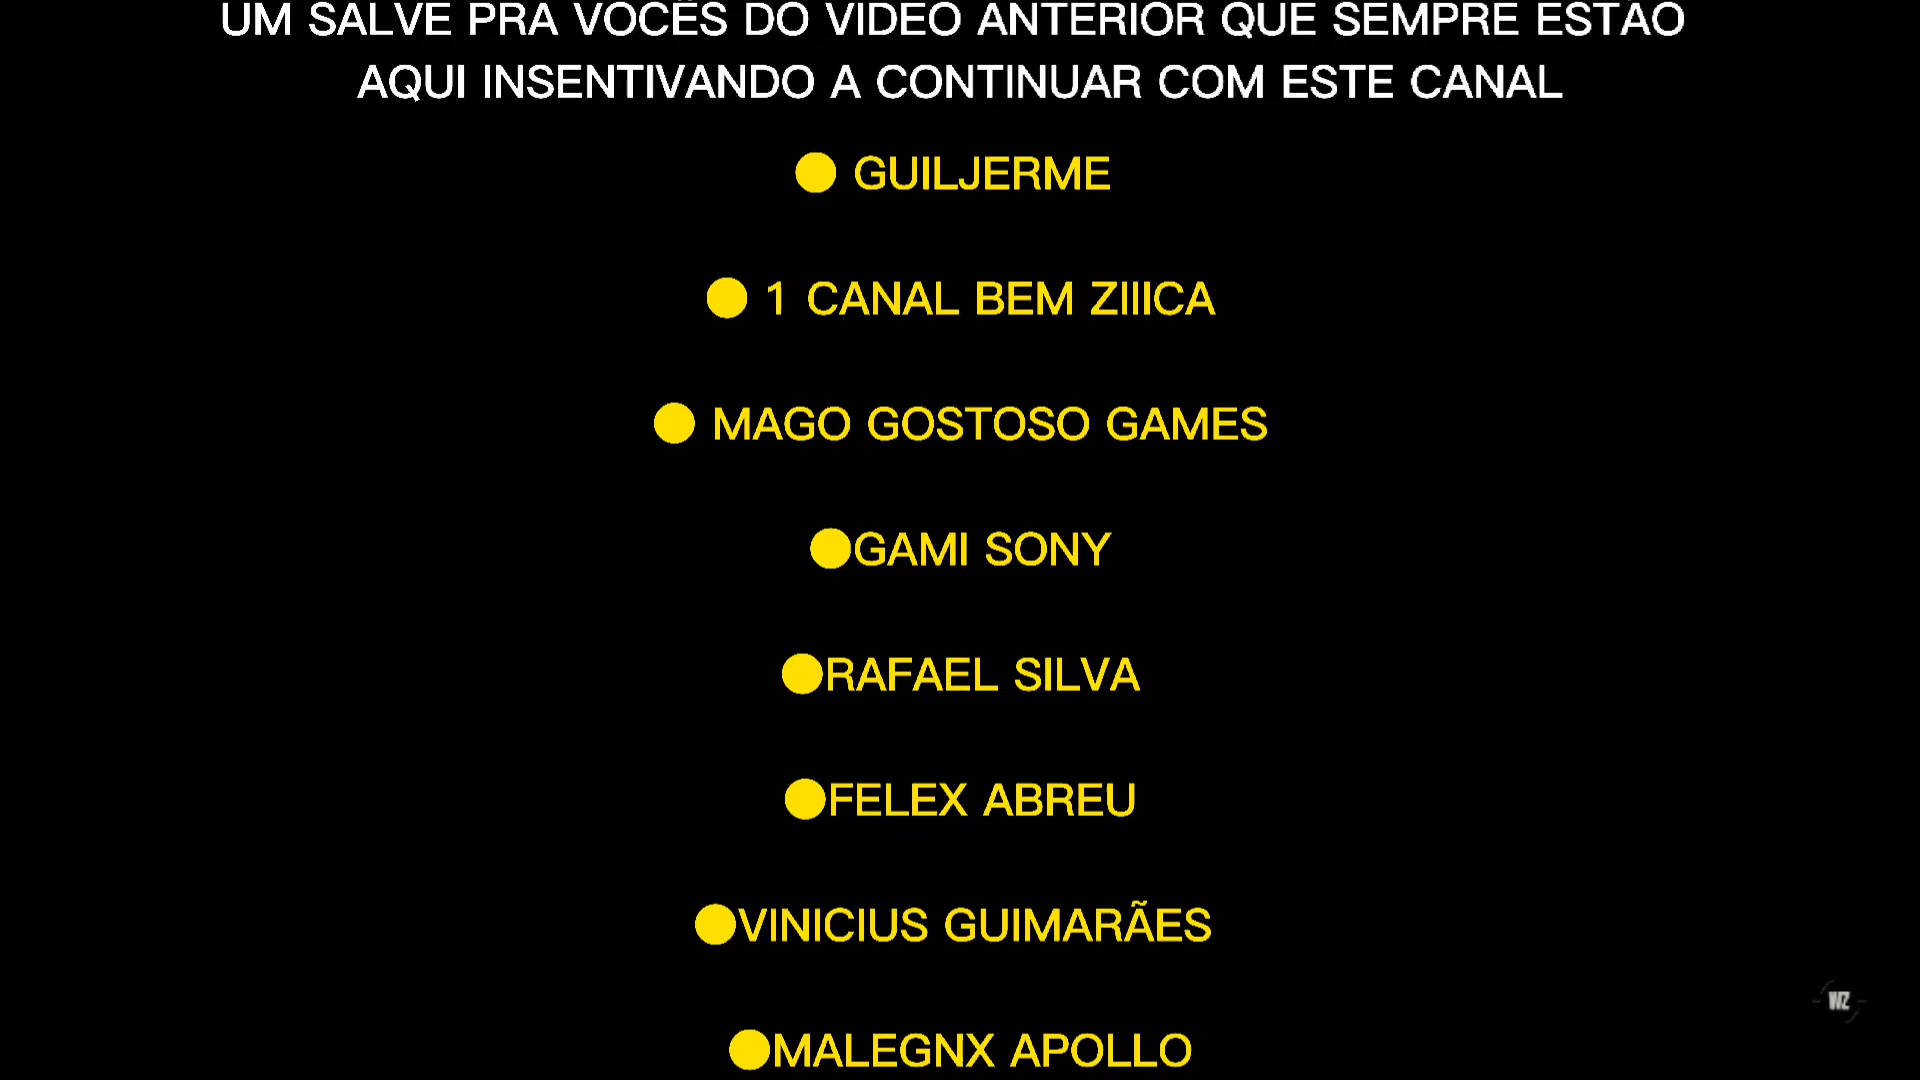 UM SALVE PRA VOCÊS DO VIDEO ANTERIOR QUE SEMPRE ESTÃO
AQUI INSENTIVANDO A CONTINUAR COM ESTE CANAL
● GUILJERME
● 1 CANAL BEM ZIIICA
● MAGO GOSTOSO GAMES
●GAMI SONY
●RAFAEL SILVA
●FELEX ABREU
●VINICIUS GUIMARÃES
WZ
●MALEGNX APOLLO